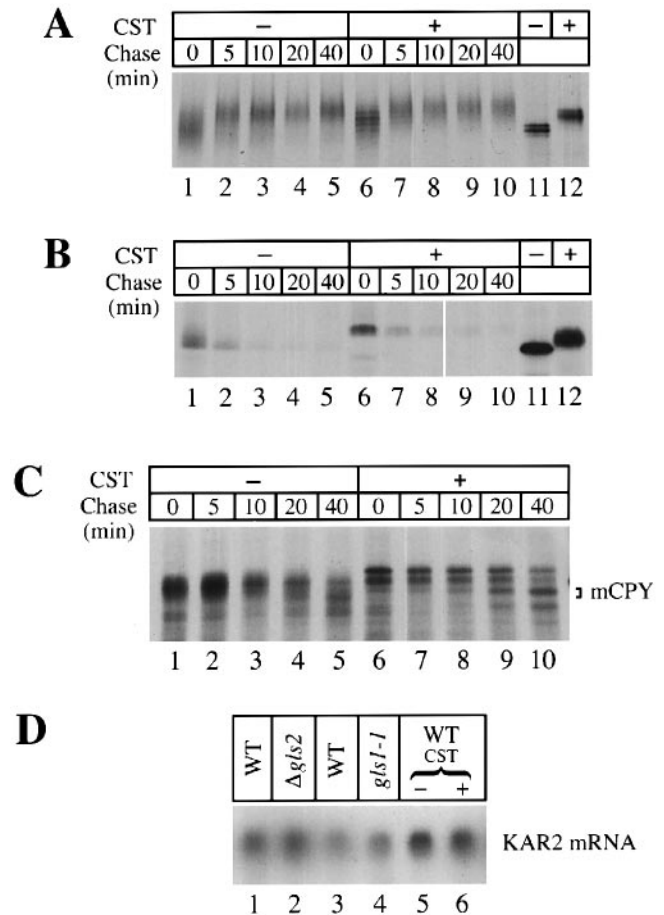 A
CST − +
− +
Chase 0 5 10 20 40 0 5 10 20 40
(min)
1 2 3 4 5 6 7 8 9 10 11 12
B
CST − +
− +
Chase 0 5 10 20 40 0 5 10 20 40
(min)
1 2 3 4 5 6 7 8 9 10 11 12
C
CST − +
Chase 0 5 10 20 40 0 5 10 20 40
(min)
mCPY
1 2 3 4 5 6 7 8 9 10
D
WT Δgls2 WT gls1-1 WT
CST
− +
KAR2 mRNA
1 2 3 4 5 6